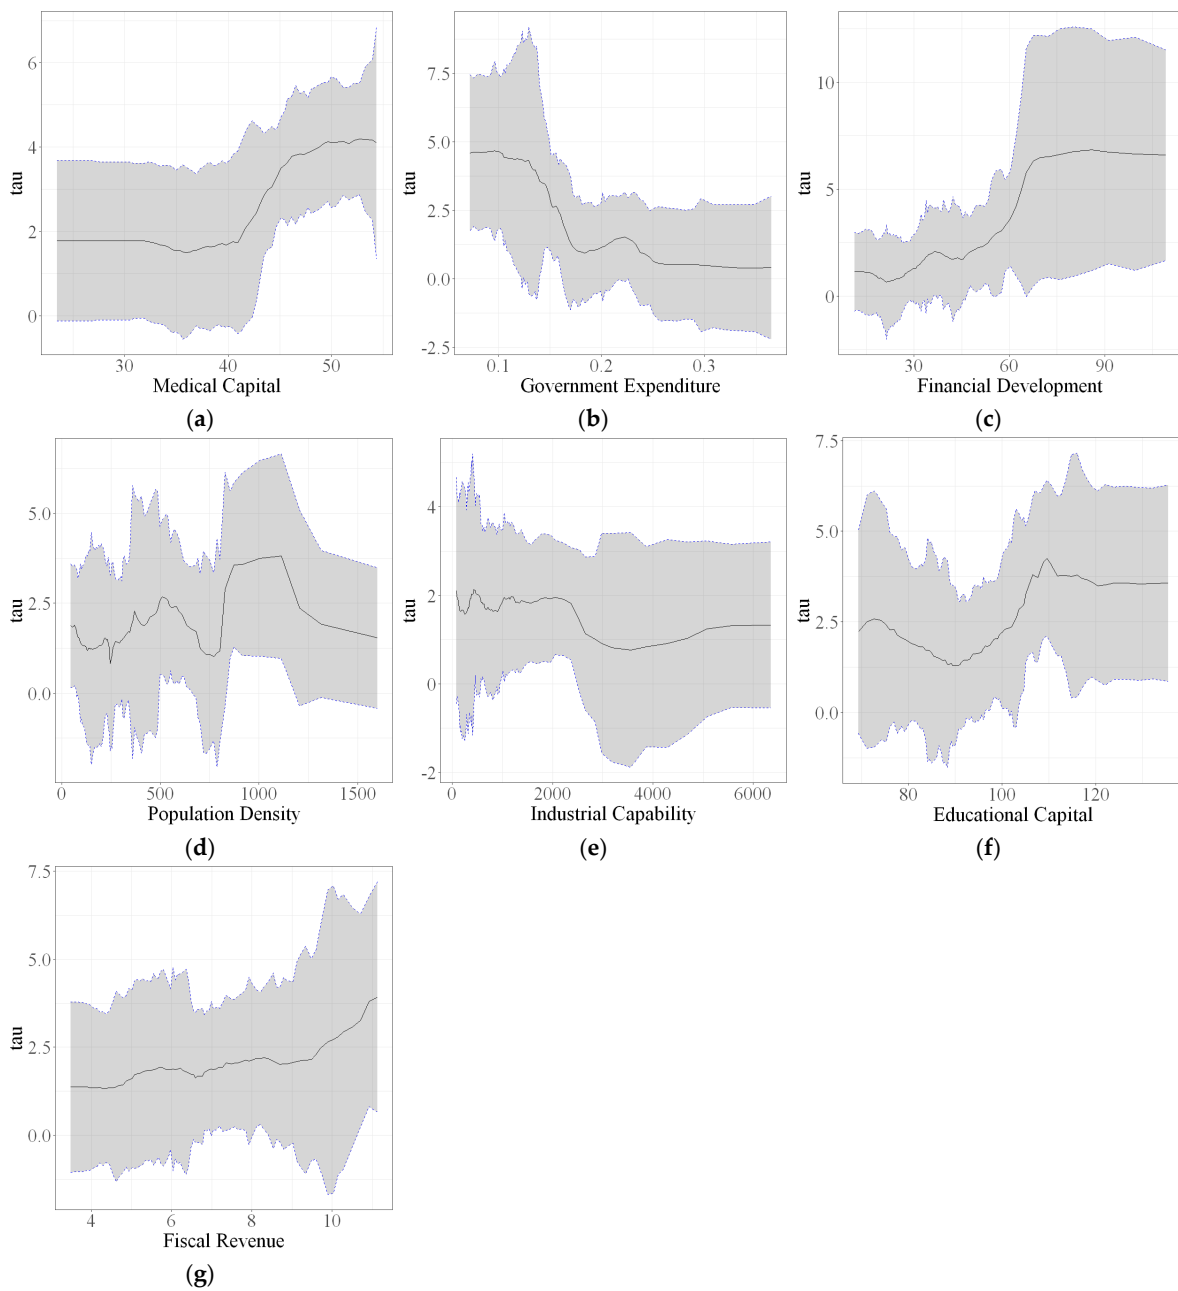 6
4
2
0
tau
30 40 50
Medical Capital
(a)
7.5
5.0
2.5
0.0
-2.5
tau
0.1 0.2 0.3
Government Expenditure
(b)
10
5
0
tau
30 60 90
Financial Development
(c)
5.0
2.5
0.0
tau
0 500 1000 1500
Population Density
(d)
4
2
0
-2
tau
0 2000 4000 6000
Industrial Capability
(e)
7.5
5.0
2.5
0.0
tau
80 100 120
Educational Capital
(f)
7.5
5.0
2.5
0.0
tau
4 6 8 10
Fiscal Revenue
(g)